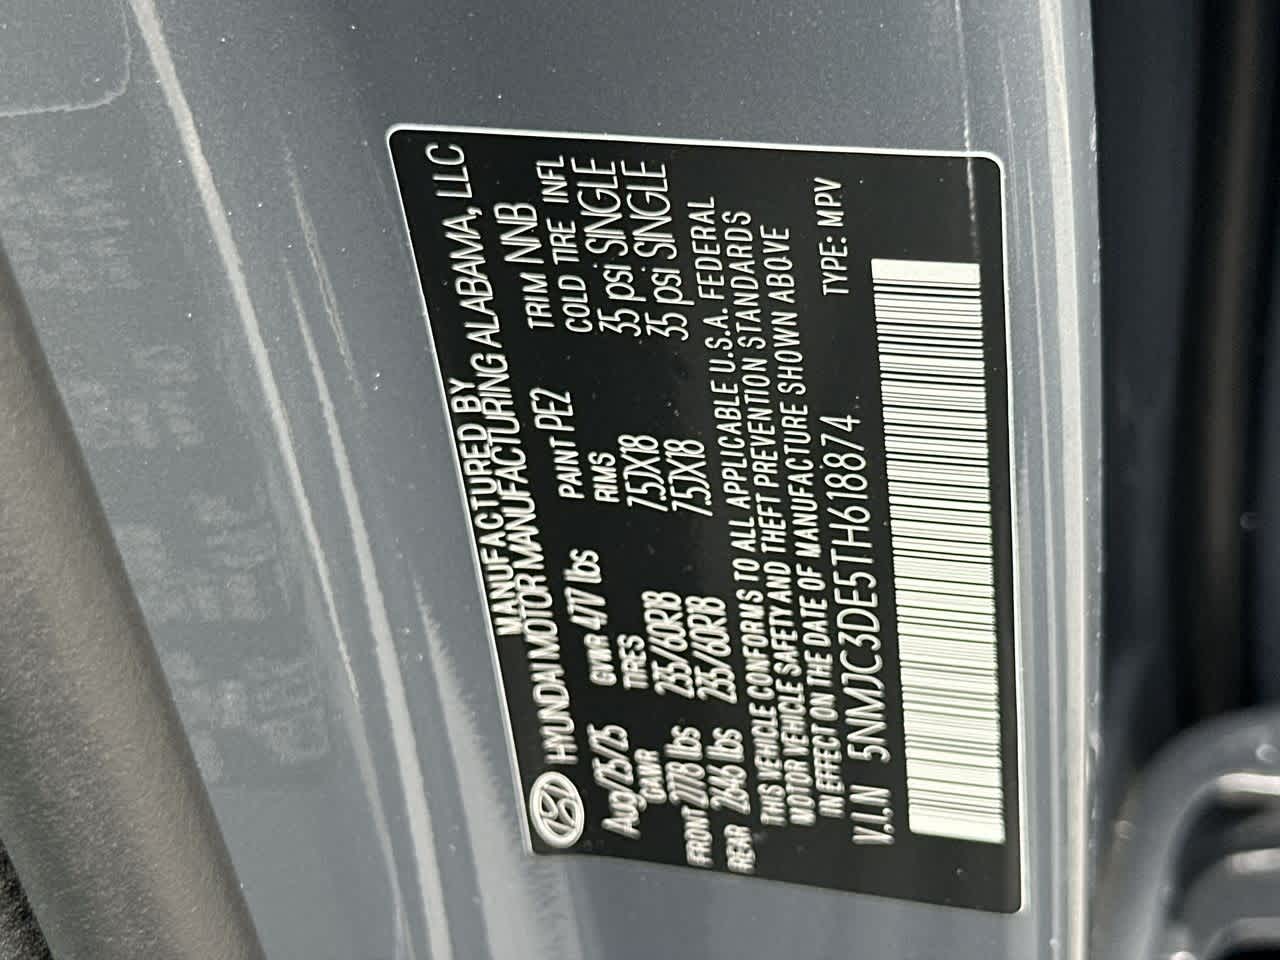 MANUFACTURED BY
HYUNDAI MOTOR MANUFACTURING ALABAMA, LLC
Aug/25/25 GVWR 4717 lbs PAINT PE2 TRIM NNB
GAWR TIRES RIMS COLD TIRE INFL
FRONT 2778 lbs 235/60R18 7.5JX18 35 psi SINGLE
REAR 2646 lbs 235/60R18 7.5JX18 35 psi SINGLE
THIS VEHICLE CONFORMS TO ALL APPLICABLE U.S.A. FEDERAL
MOTOR VEHICLE SAFETY AND THEFT PREVENTION STANDARDS
IN EFFECT ON THE DATE OF MANUFACTURE SHOWN ABOVE
V.I.N 5NMJC3DE5TH618874 TYPE: MPV